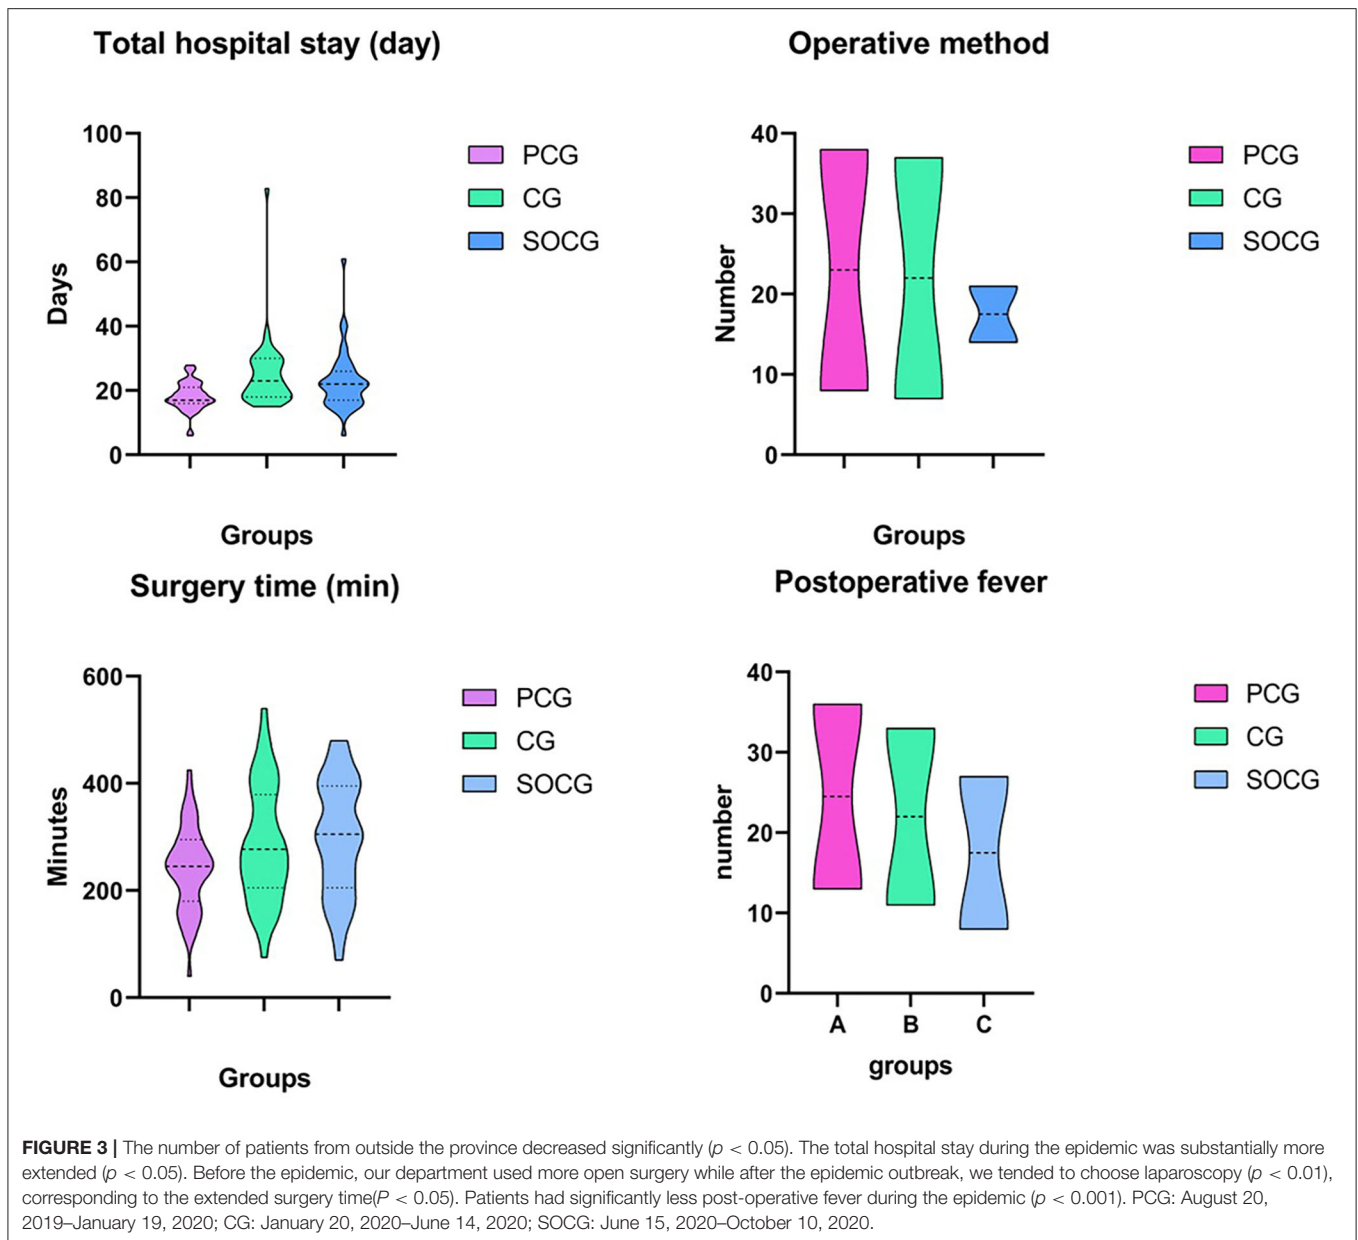 Total hospital stay (day)
100
80
60
40
20
0
Days
Groups
PCG
CG
SOCG
Operative method
40
30
20
10
0
Number
Groups
PCG
CG
SOCG
Surgery time (min)
600
400
200
0
Minutes
Groups
PCG
CG
SOCG
Postoperative fever
40
30
20
10
0
number
A B C
groups
PCG
CG
SOCG
FIGURE 3 | The number of patients from outside the province decreased significantly (p < 0.05). The total hospital stay during the epidemic was substantially more
extended (p < 0.05). Before the epidemic, our department used more open surgery while after the epidemic outbreak, we tended to choose laparoscopy (p < 0.01),
corresponding to the extended surgery time(P < 0.05). Patients had significantly less post-operative fever during the epidemic (p < 0.001). PCG: August 20,
2019–January 19, 2020; CG: January 20, 2020–June 14, 2020; SOCG: June 15, 2020–October 10, 2020.